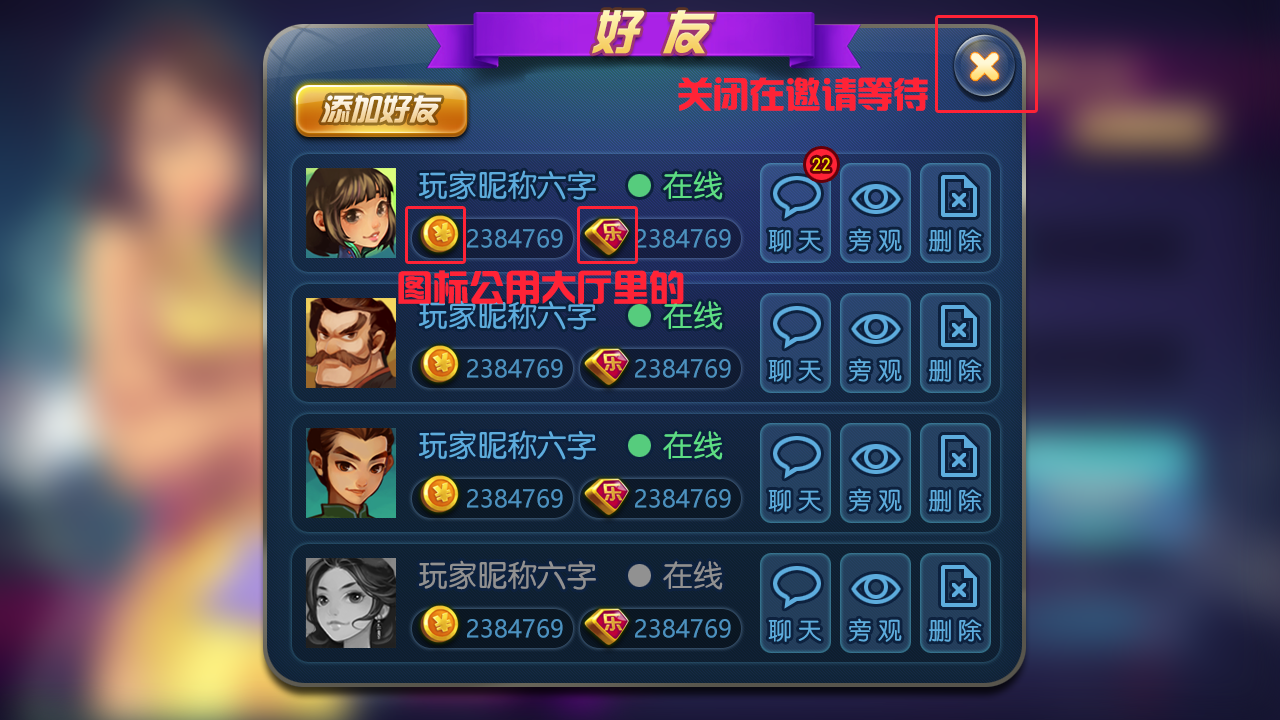 好 友
关闭在邀请等待
添加好友
玩家昵称六字 在线
22
2384769 乐 2384769
聊天 旁观 删除
图标公用大厅里的
玩家昵称六字 在线
2384769 乐 2384769
聊天 旁观 删除
玩家昵称六字 在线
2384769 乐 2384769
聊天 旁观 删除
玩家昵称六字 在线
2384769 乐 2384769
聊天 旁观 删除